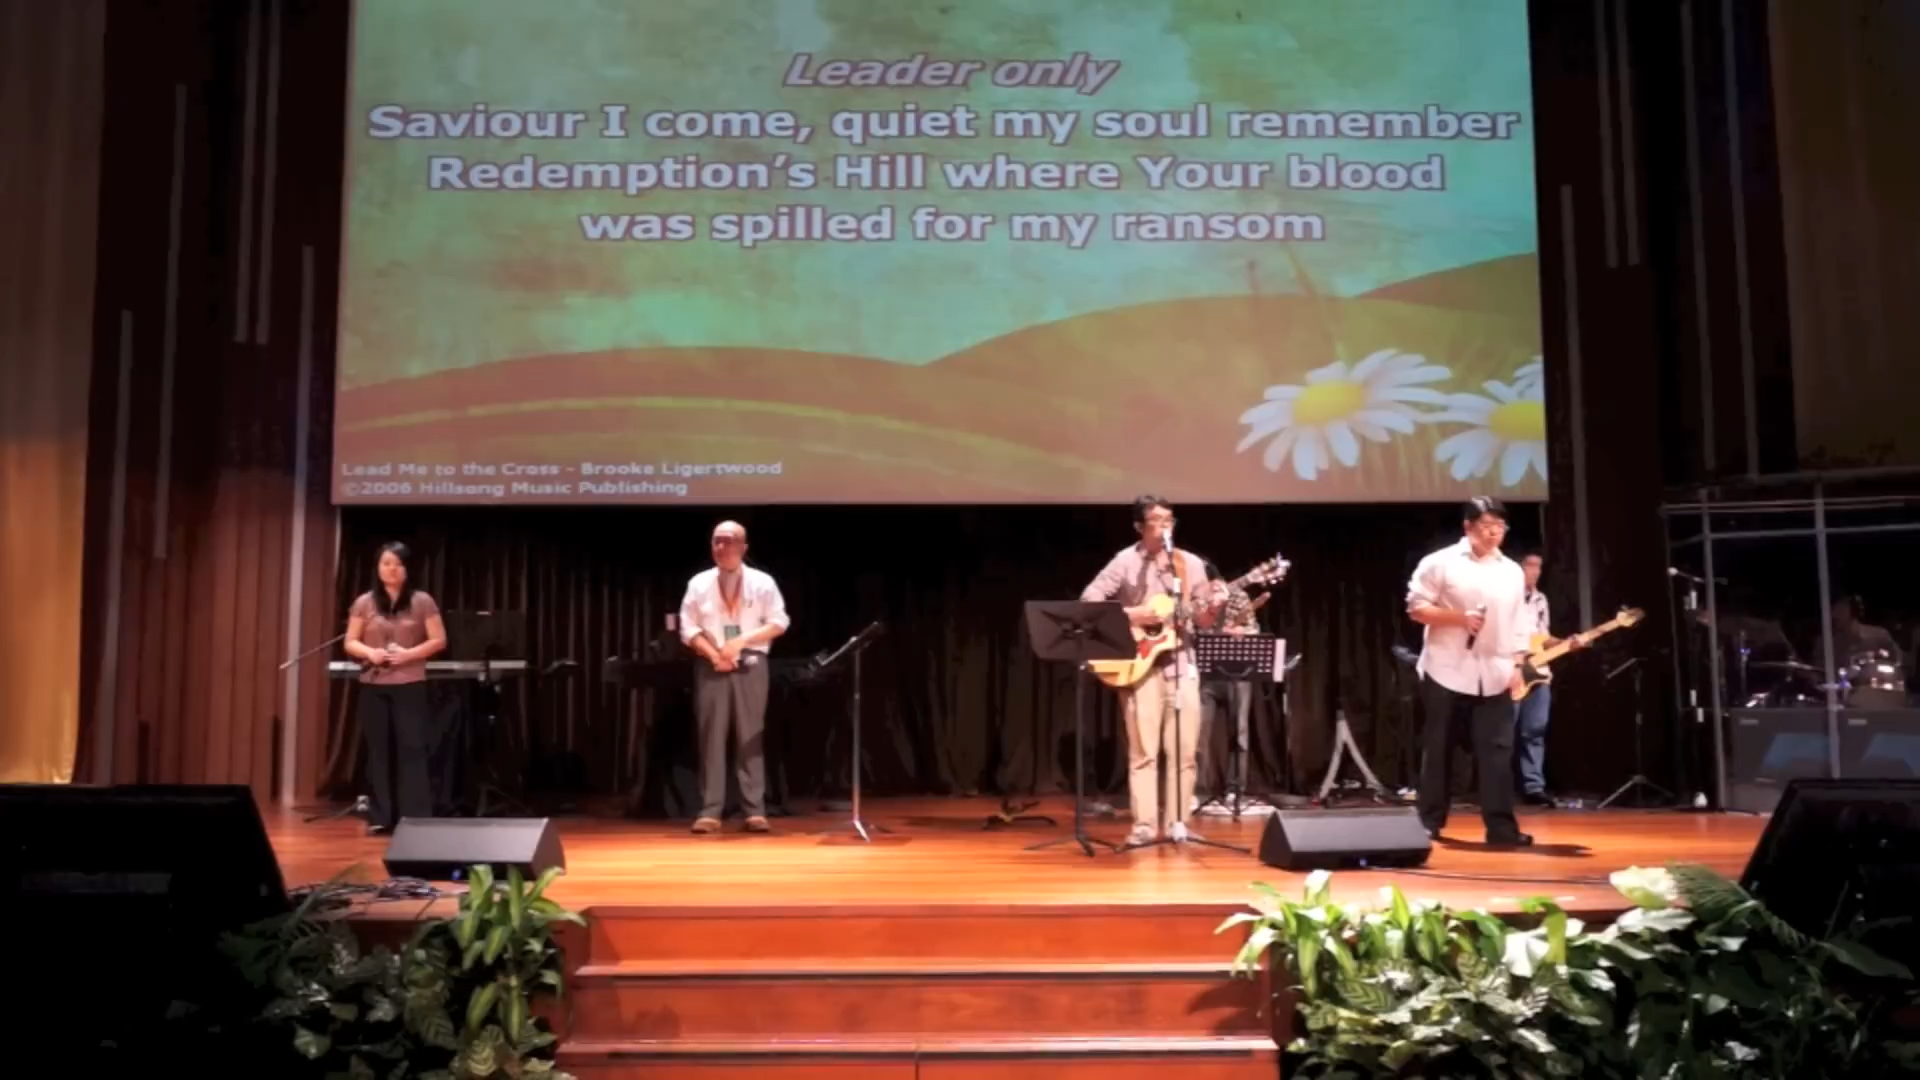 Leader only
Saviour I come, quiet my soul remember
Redemption's Hill where Your blood
was spilled for my ransom
Lead Me to the Cross - Brooke Ligertwood
©2006 Hillsong Music Publishing